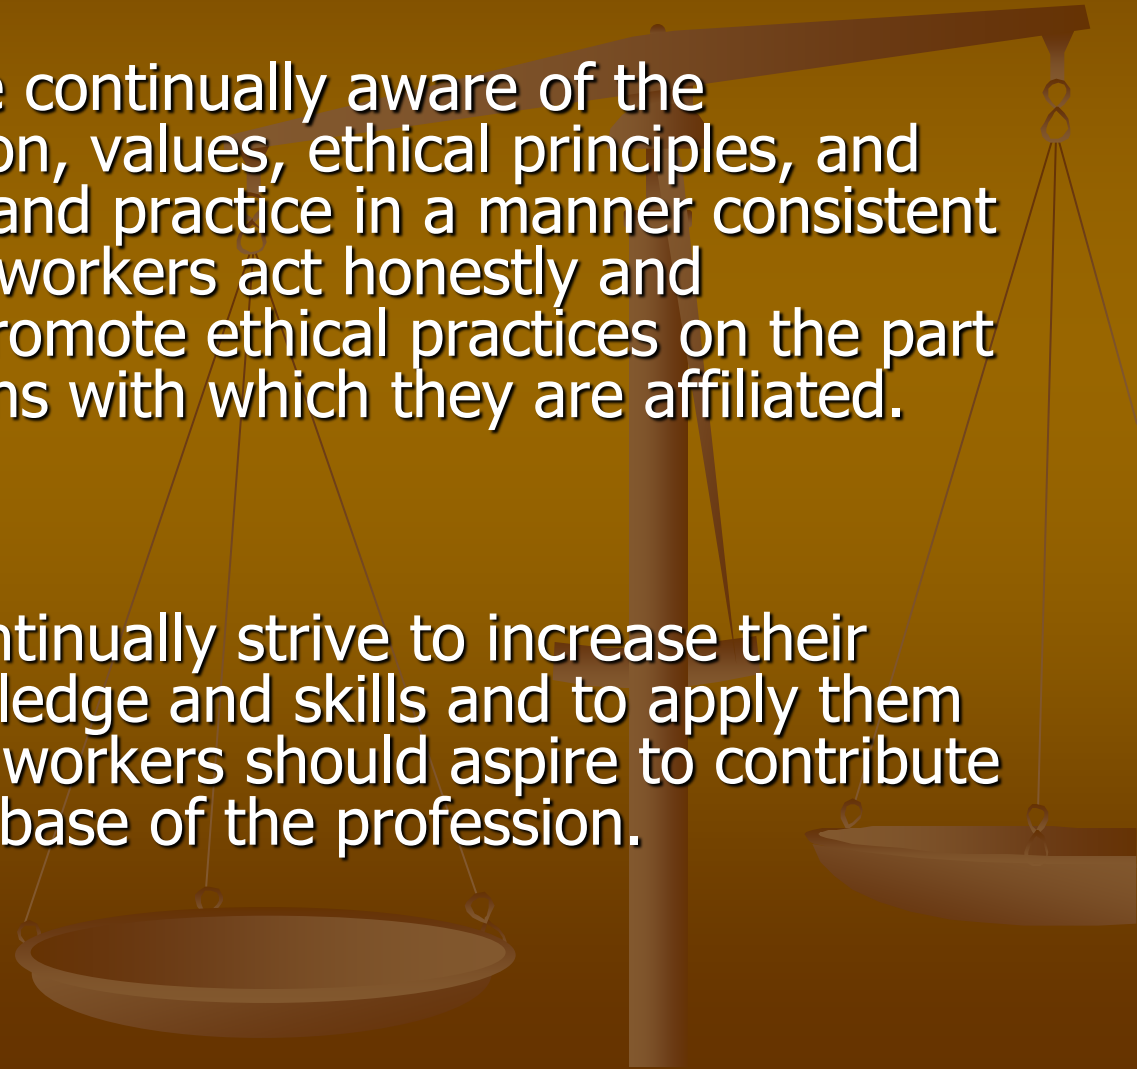 continually aware of the
on, values, ethical principles, and
and practice in a manner consistent
workers act honestly and
romote ethical practices on the part
ns with which they are affiliated.
ntinually strive to increase their
ledge and skills and to apply them
workers should aspire to contribute
base of the profession.